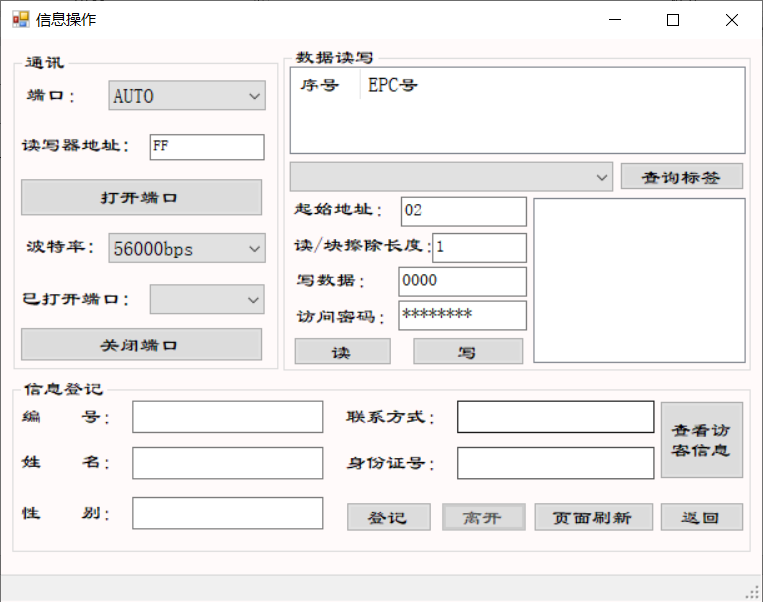 信息操作
通讯
端口： AUTO
读写器地址： FF
打开端口
波特率： 56000bps
已打开端口：
关闭端口
数据读写
序号 EPC号
查询标签
起始地址： 02
读/块擦除长度: 1
写数据： 0000
访问密码： ********
读 写
信息登记
编 号： 联系方式：
查看访
客信息
姓 名： 身份证号：
性 别：
登记 离开 页面刷新 返回